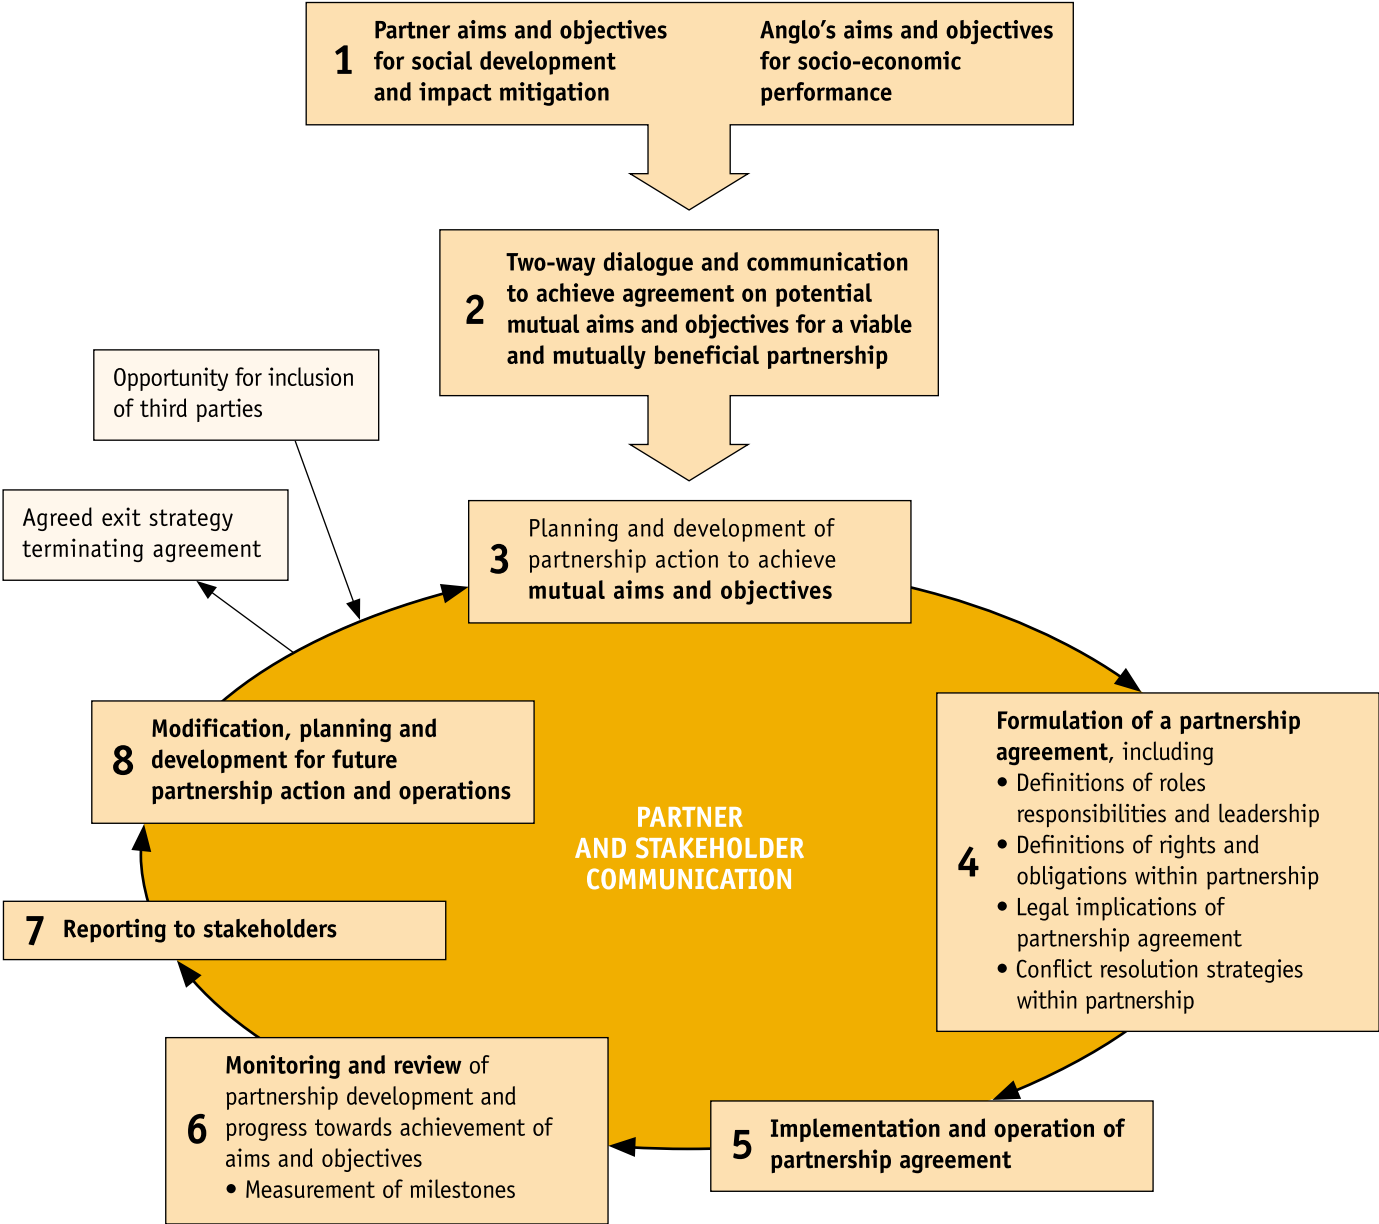 1
Partner aims and objectives
for social development
and impact mitigation
Anglo’s aims and objectives
for socio-economic
performance
2
Two-way dialogue and communication
to achieve agreement on potential
mutual aims and objectives for a viable
and mutually beneficial partnership
Opportunity for inclusion
of third parties
Agreed exit strategy
terminating agreement
3
Planning and development of
partnership action to achieve
mutual aims and objectives
4
Formulation of a partnership
agreement, including
• Definitions of roles
responsibilities and leadership
• Definitions of rights and
obligations within partnership
• Legal implications of
partnership agreement
• Conflict resolution strategies
within partnership
PARTNER
AND STAKEHOLDER
COMMUNICATION
5
Implementation and operation of
partnership agreement
6
Monitoring and review of
partnership development and
progress towards achievement of
aims and objectives
• Measurement of milestones
7 Reporting to stakeholders
8
Modification, planning and
development for future
partnership action and operations